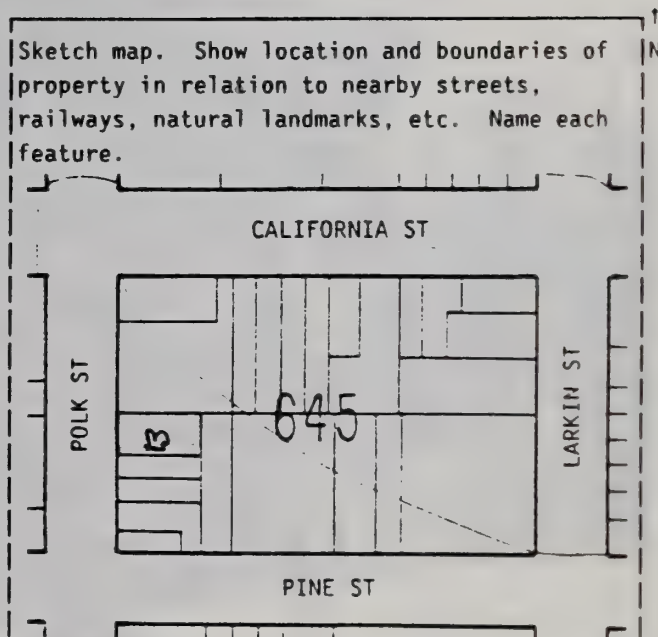 ↑
N
Sketch map. Show location and boundaries of
property in relation to nearby streets,
railways, natural landmarks, etc. Name each
feature.
CALIFORNIA ST
POLK ST
LARKIN ST
645
13
PINE ST